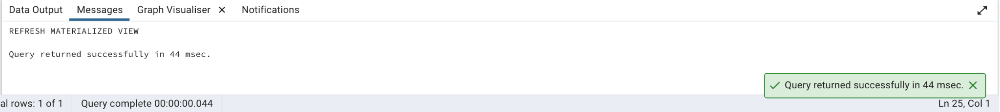 Data Output Messages Graph Visualiser Notifications
REFRESH MATERIALIZED VIEW
Query returned successfully in 44 msec.
Query returned successfully in 44 msec.
al rows: 1 of 1 Query complete 00:00:00.044 Ln 25, Col 1